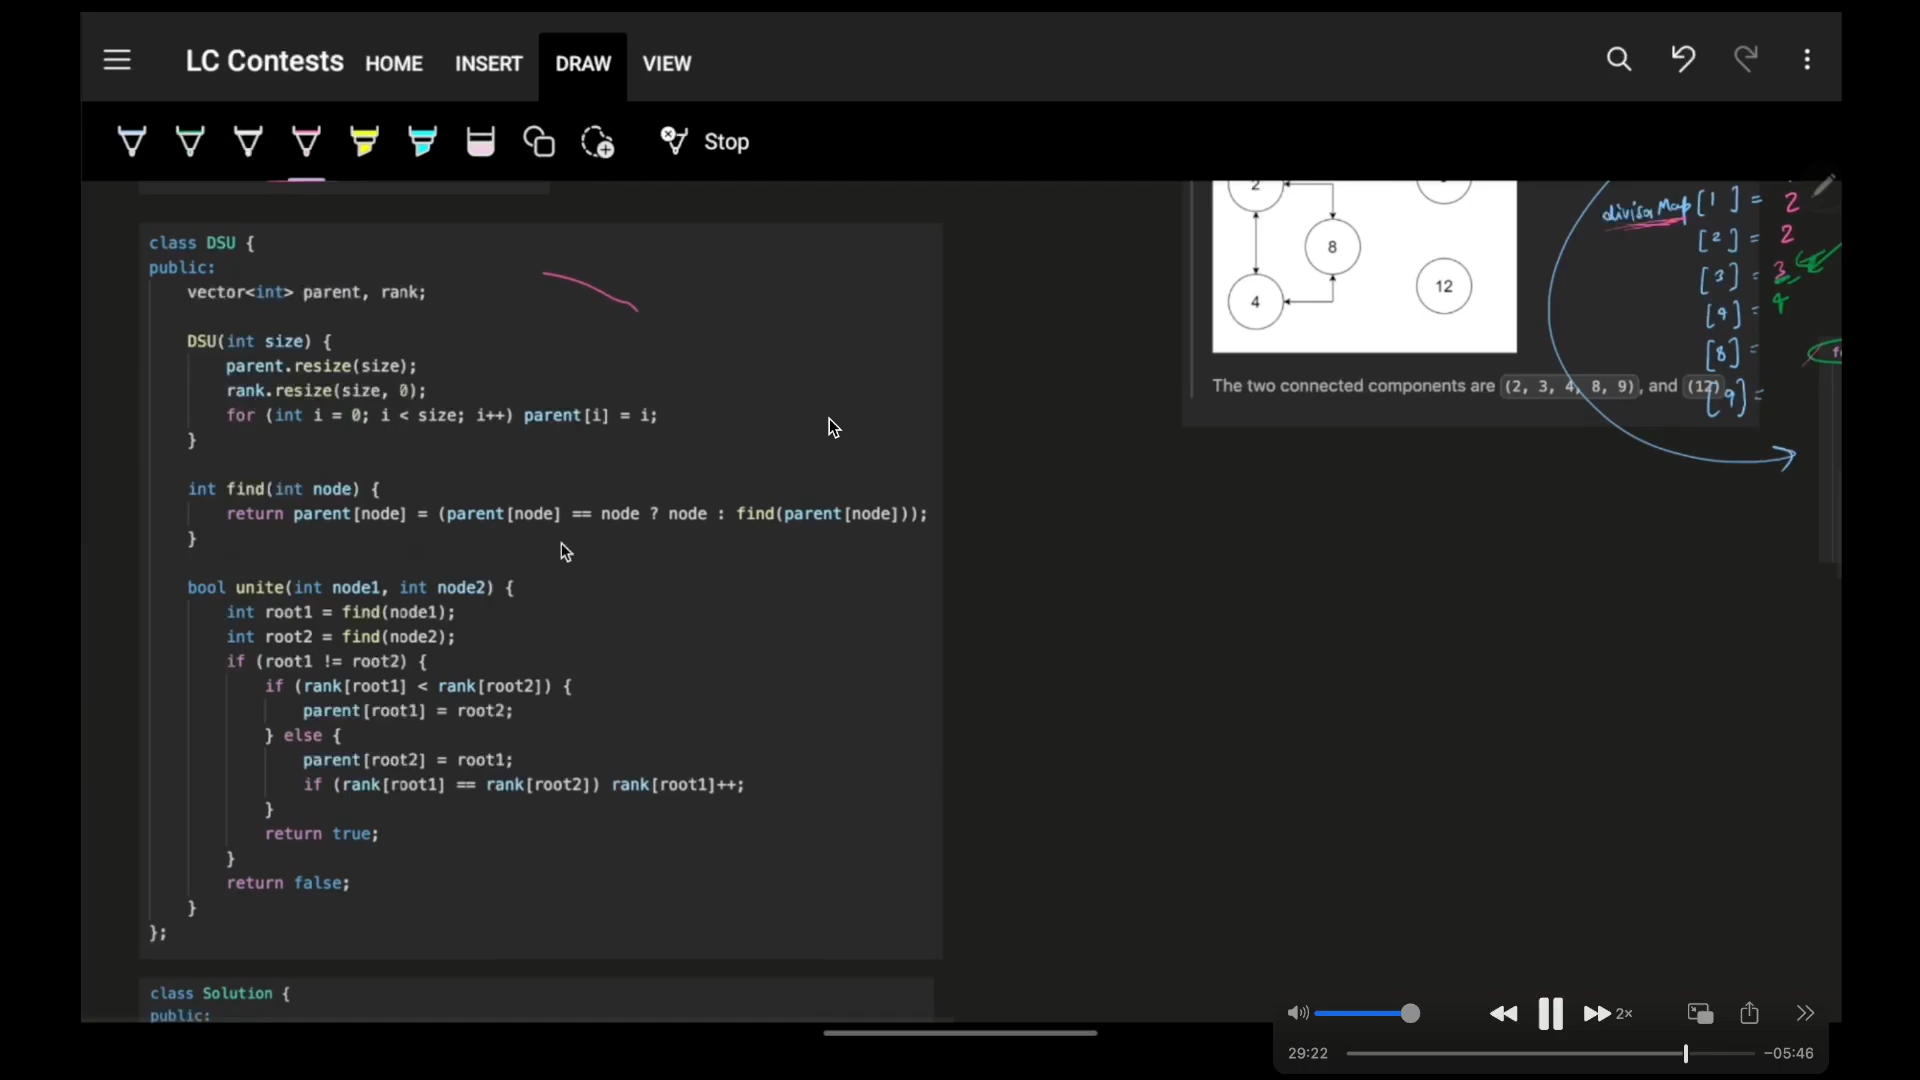 LC Contests HOME INSERT DRAW VIEW
Stop
class DSU {
public:
vector<int> parent, rank;
DSU(int size) {
parent.resize(size);
rank.resize(size, 0);
for (int i = 0; i < size; i++) parent[i] = i;
}
int find(int node) {
return parent[node] = (parent[node] == node ? node : find(parent[node]));
}
bool unite(int node1, int node2) {
int root1 = find(node1);
int root2 = find(node2);
if (root1 != root2) {
if (rank[root1] < rank[root2]) {
parent[root1] = root2;
} else {
parent[root2] = root1;
if (rank[root1] == rank[root2]) rank[root1]++;
}
return true;
}
return false;
}
};
class Solution {
public:
2
8
4
12
The two connected components are (2, 3, 4, 8, 9), and (12)
divisorMap [1] = 2
[2] = 2
[3] = 3
[8] =
[9] =
2x
29:22
−05:46